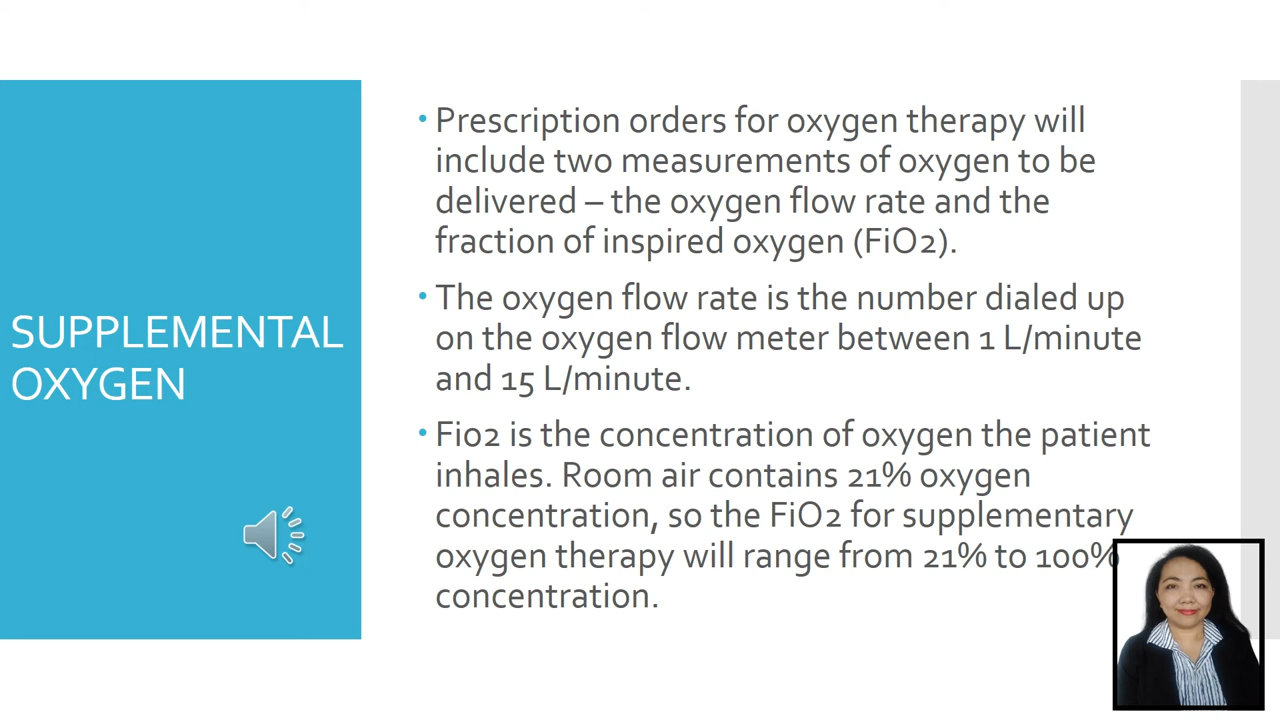 SUPPLEMENTAL
OXYGEN
• Prescription orders for oxygen therapy will
include two measurements of oxygen to be
delivered – the oxygen flow rate and the
fraction of inspired oxygen (FiO2).
• The oxygen flow rate is the number dialed up
on the oxygen flow meter between 1 L/minute
and 15 L/minute.
• Fio2 is the concentration of oxygen the patient
inhales. Room air contains 21% oxygen
concentration, so the FiO2 for supplementary
oxygen therapy will range from 21% to 100%
concentration.